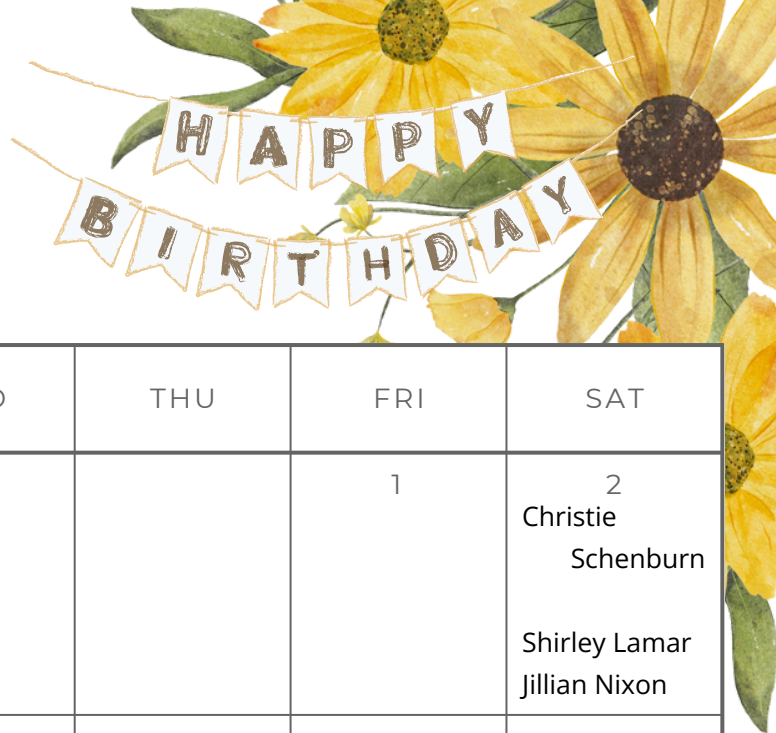 HAPPY
BIRTHDAY
THU FRI SAT
1 2
Christie
Schenburn
Shirley Lamar
Jillian Nixon